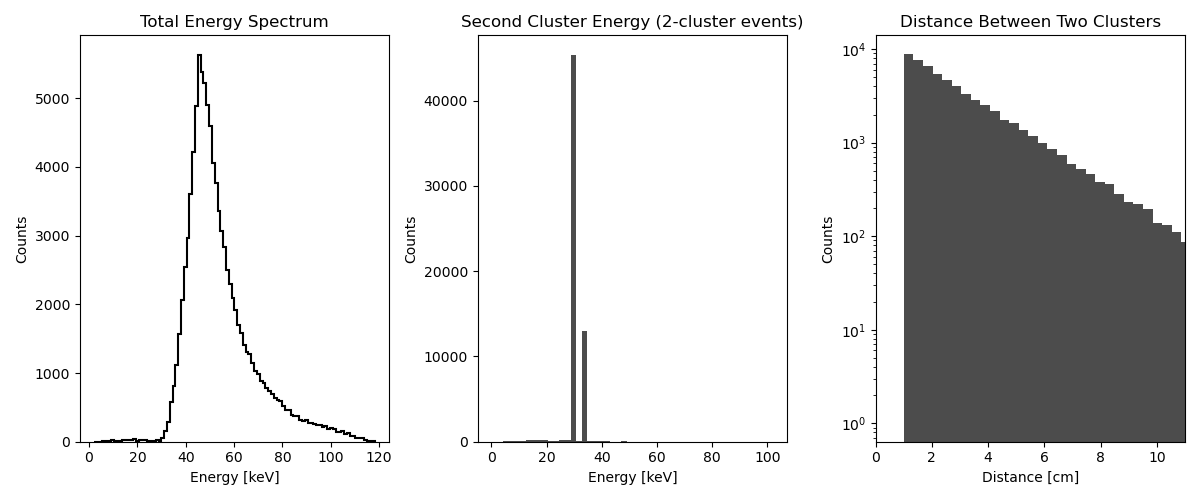 Total Energy Spectrum
Counts
5000
4000
3000
2000
1000
0
0 20 40 60 80 100 120
Energy [keV]
Second Cluster Energy (2-cluster events)
Counts
40000
30000
20000
10000
0
0 20 40 60 80 100
Energy [keV]
Distance Between Two Clusters
Counts
10⁴
10³
10²
10¹
10⁰
0 2 4 6 8 10
Distance [cm]